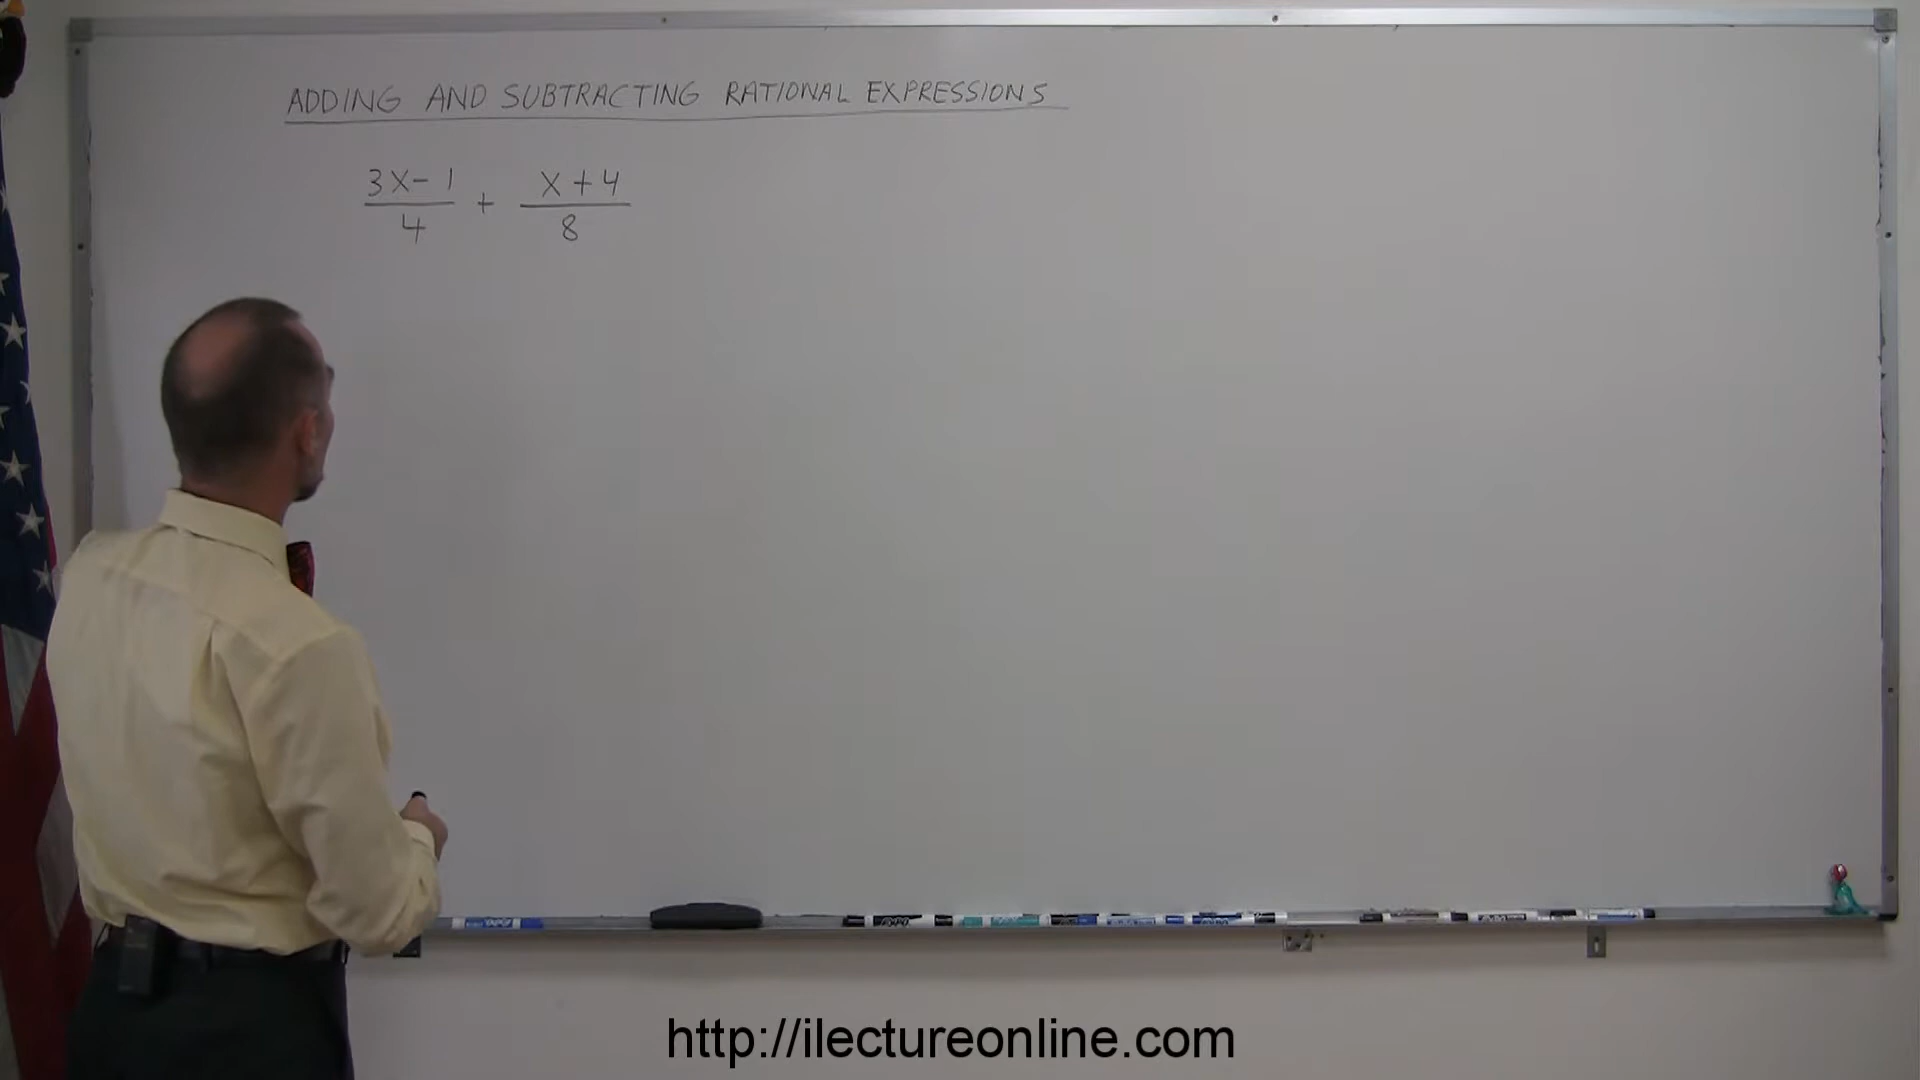 ADDING AND SUBTRACTING RATIONAL EXPRESSIONS
3X-1/4 + X+4/8
http://ilectureonline.com